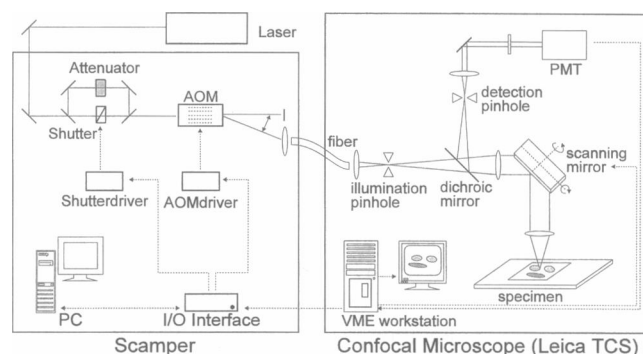 Laser
Attenuator
Shutter
AOM
fiber
Shutterdriver
AOMdriver
PC
I/O Interface
Scamper
PMT
detection
pinhole
illumination
pinhole
dichroic
mirror
scanning
mirror
specimen
VME workstation
Confocal Microscope (Leica TCS)